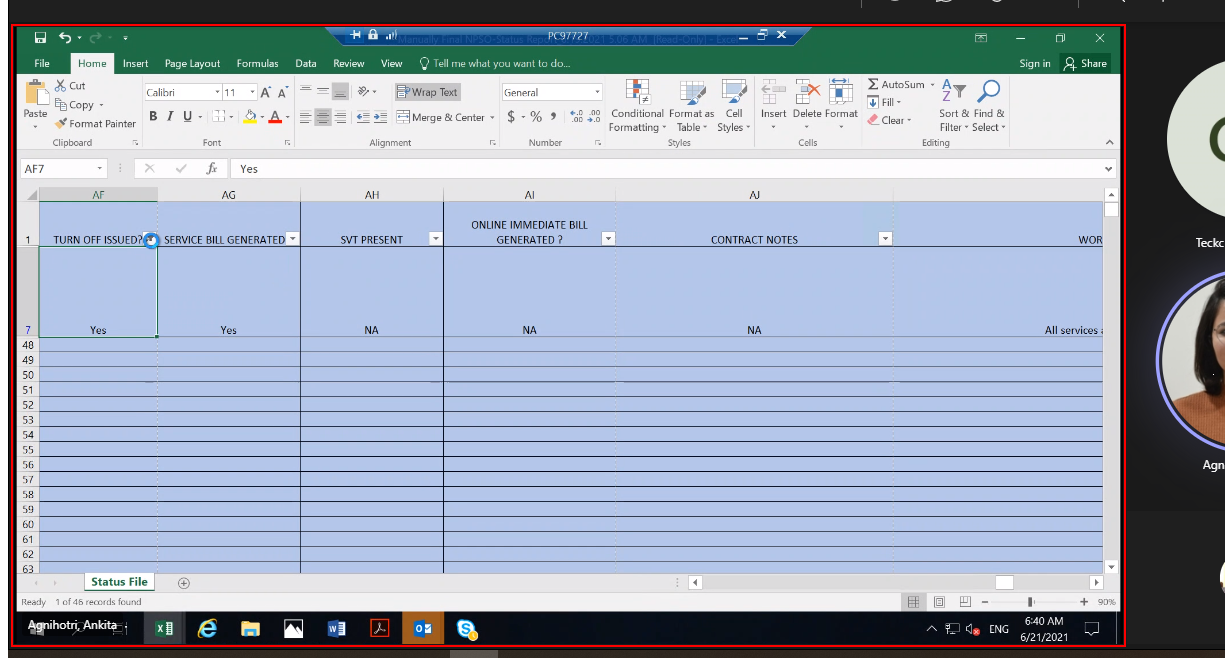 PC97727
File Home Insert Page Layout Formulas Data Review View Tell me what you want to do... Sign in Share
Cut
Copy
Format Painter
Paste
Clipboard
Calibri 11
B I U
Font
Wrap Text
Merge & Center
Alignment
General
$ % ,
Number
Conditional Formatting
Format as Table
Cell Styles
Styles
Insert Delete Format
Cells
AutoSum
Fill
Clear
Sort & Filter
Find & Select
Editing
AF7 fx Yes
AF AG AH AI AJ
1 TURN OFF ISSUED? SERVICE BILL GENERATED SVT PRESENT ONLINE IMMEDIATE BILL GENERATED ? CONTRACT NOTES WOR
7 Yes Yes NA NA NA All services
48
49
50
51
52
53
54
55
56
57
58
59
60
61
62
63
Status File
Ready 1 of 46 records found 90%
Agnihotri, Ankita
ENG
6:40 AM
6/21/2021
Teckc
Agn